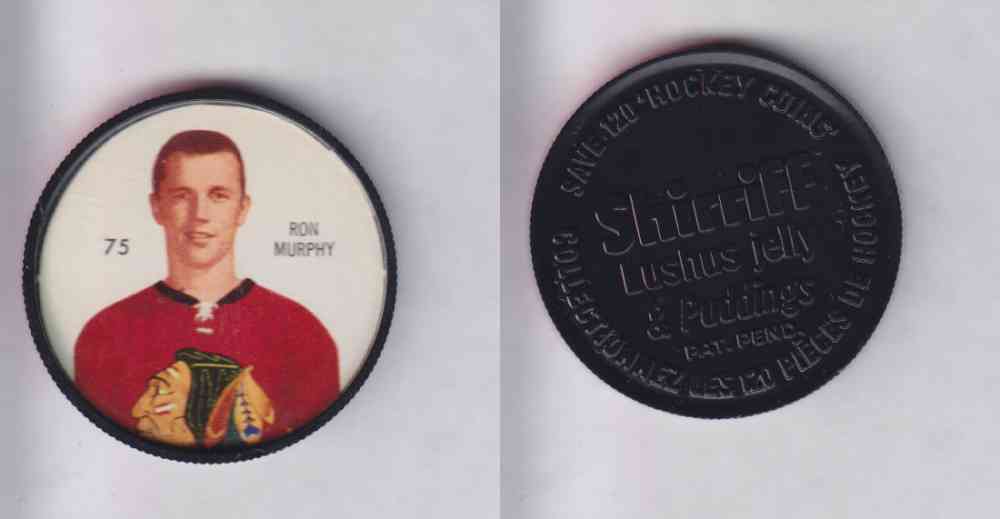 75
RON
MURPHY
SAVE·120 'HOCKEY COINS'
Shirriff
Lushus jelly
& Puddings
PAT. PEND.
COLLECTIONNEZ LES 120 PIÈCES DE HOCKEY